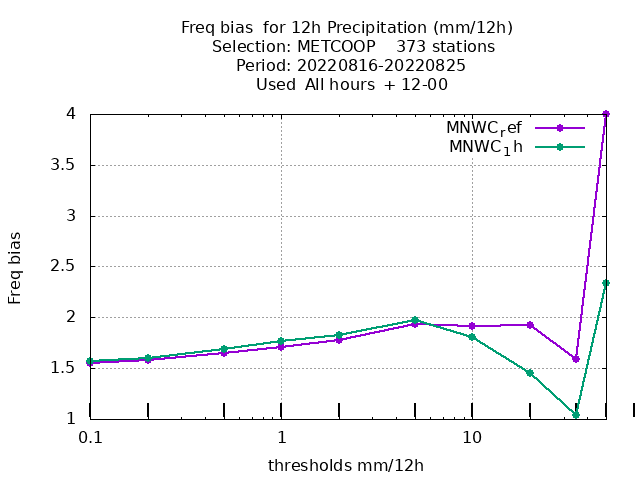 Freq bias  for 12h Precipitation (mm/12h)
Selection: METCOOP    373 stations
Period: 20220816-20220825
Used  All hours  + 12-00
MNWC_ref
MNWC_1h
4
3.5
3
2.5
2
1.5
1
Freq bias
0.1 1 10
thresholds mm/12h